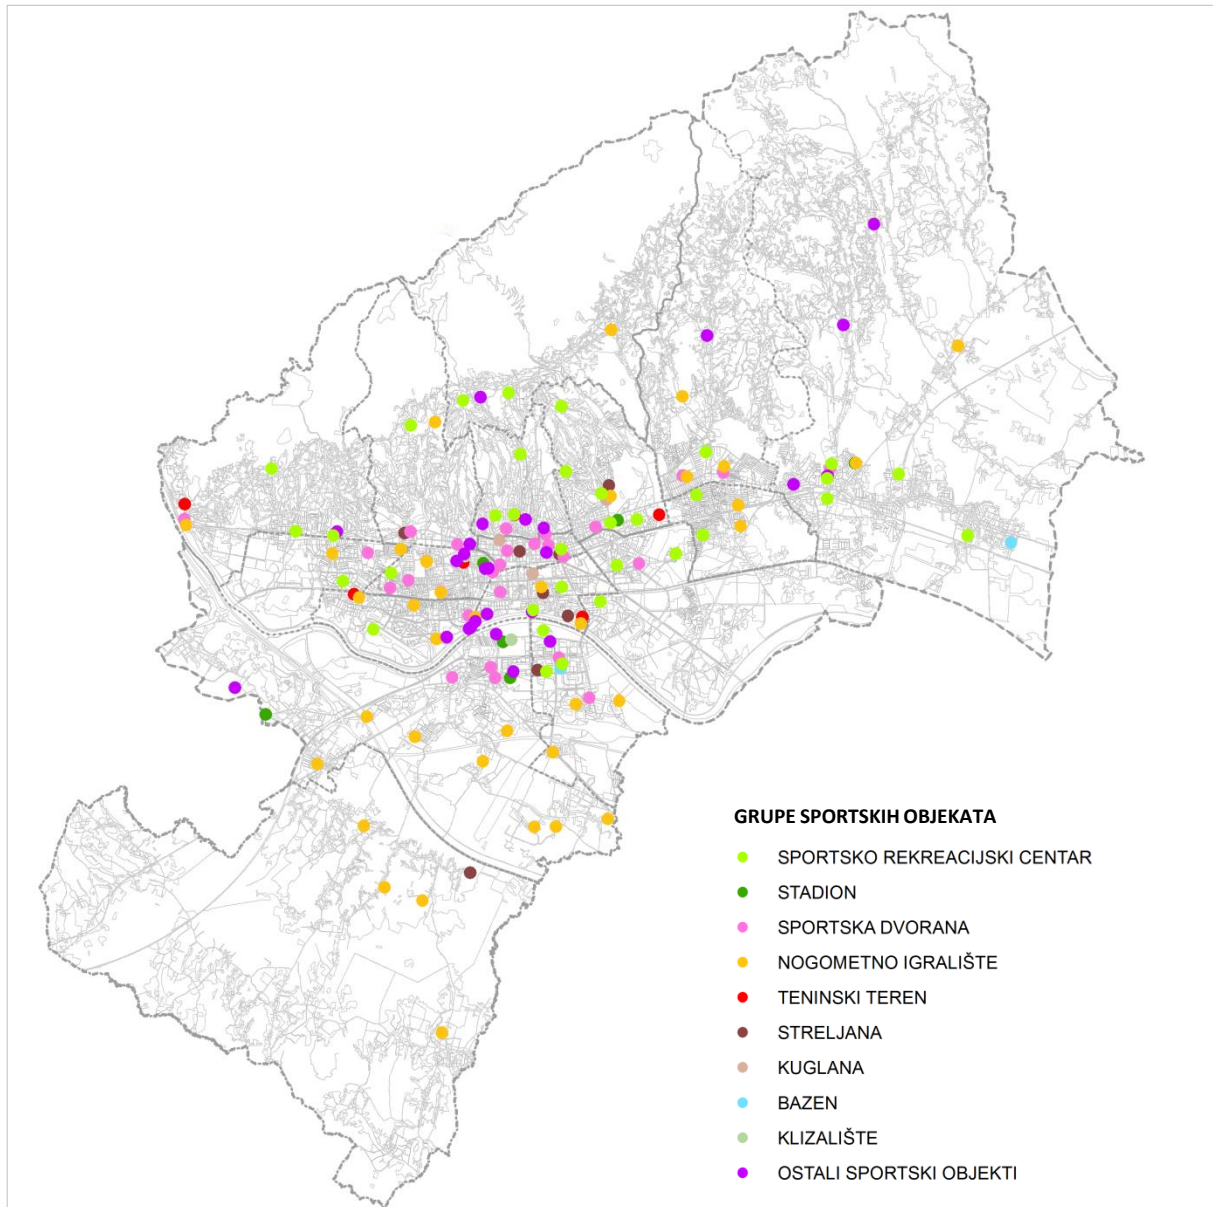 GRUPE SPORTSKIH OBJEKATA
SPORTSKO REKREACIJSKI CENTAR
STADION
SPORTSKA DVORANA
NOGOMETNO IGRALIŠTE
TENINSKI TEREN
STRELJANA
KUGLANA
BAZEN
KLIZALIŠTE
OSTALI SPORTSKI OBJEKTI